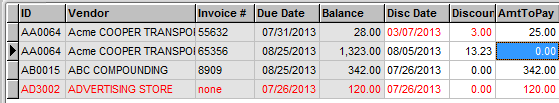 ID Vendor Invoice # Due Date Balance Disc Date Discour AmtToPay
AA0064 Acme COOPER TRANSPO 55632 07/31/2013 28.00 03/07/2013 3.00 25.00
AA0064 Acme COOPER TRANSPO 65356 08/25/2013 1,323.00 08/05/2013 13.23 0.00
AB0015 ABC COMPOUNDING 8909 08/25/2013 342.00 07/26/2013 0.00 342.00
AD3002 ADVERTISING STORE none 07/26/2013 120.00 07/26/2013 0.00 120.00